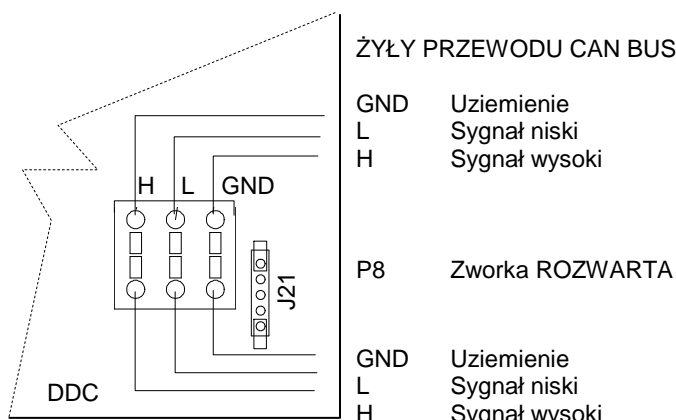 ŻYŁY PRZEWODU CAN BUS
GND Uziemienie
L Sygnał niski
H Sygnał wysoki
H L GND
P8 Zworka ROZWARTA
J21
GND Uziemienie
L Sygnał niski
DDC
H Sygnał wysoki